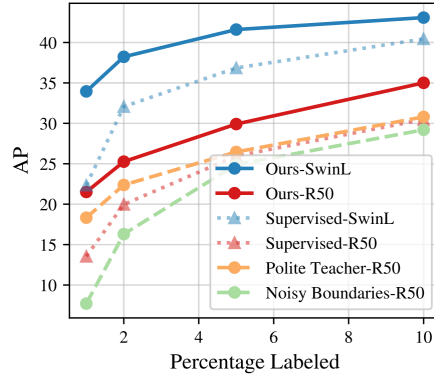 40
35
30
25
20
15
10
AP
Ours-SwinL
Ours-R50
Supervised-SwinL
Supervised-R50
Polite Teacher-R50
Noisy Boundaries-R50
2 4 6 8 10
Percentage Labeled